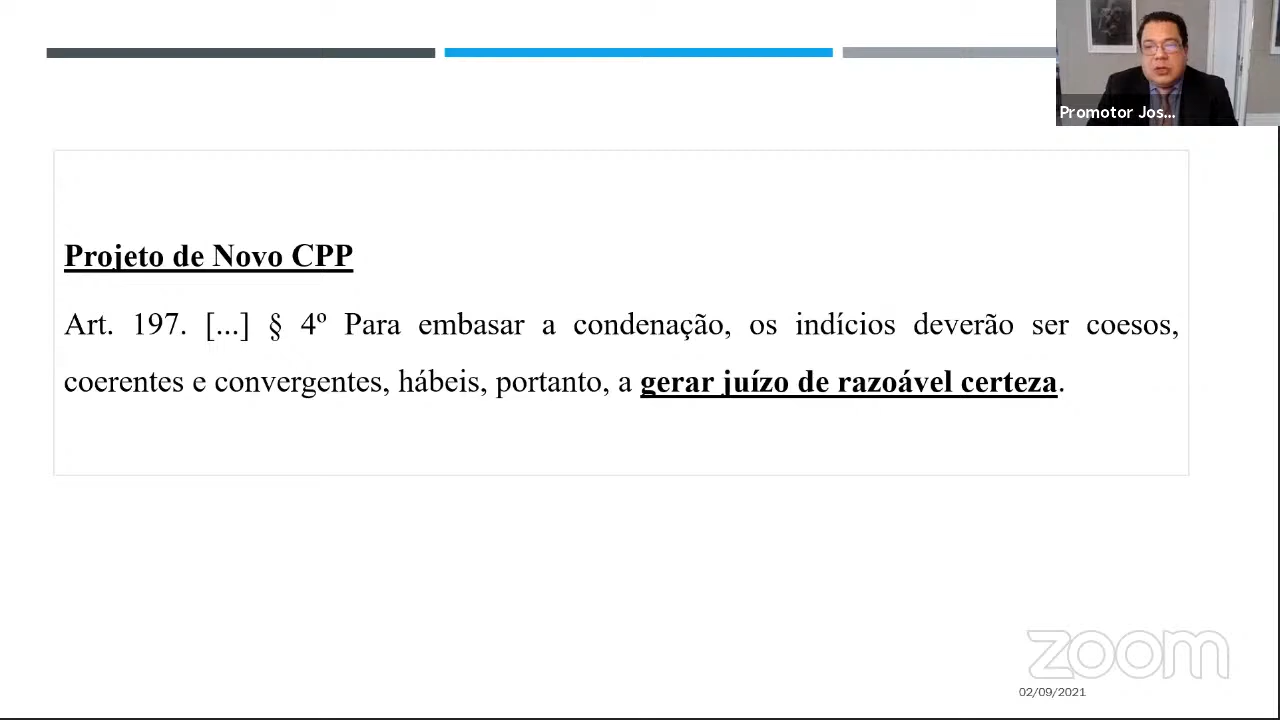 Promotor Jos...
Projeto de Novo CPP
Art. 197. [...] § 4º Para embasar a condenação, os indícios deverão ser coesos,
coerentes e convergentes, hábeis, portanto, a gerar juízo de razoável certeza.
zoom
02/09/2021